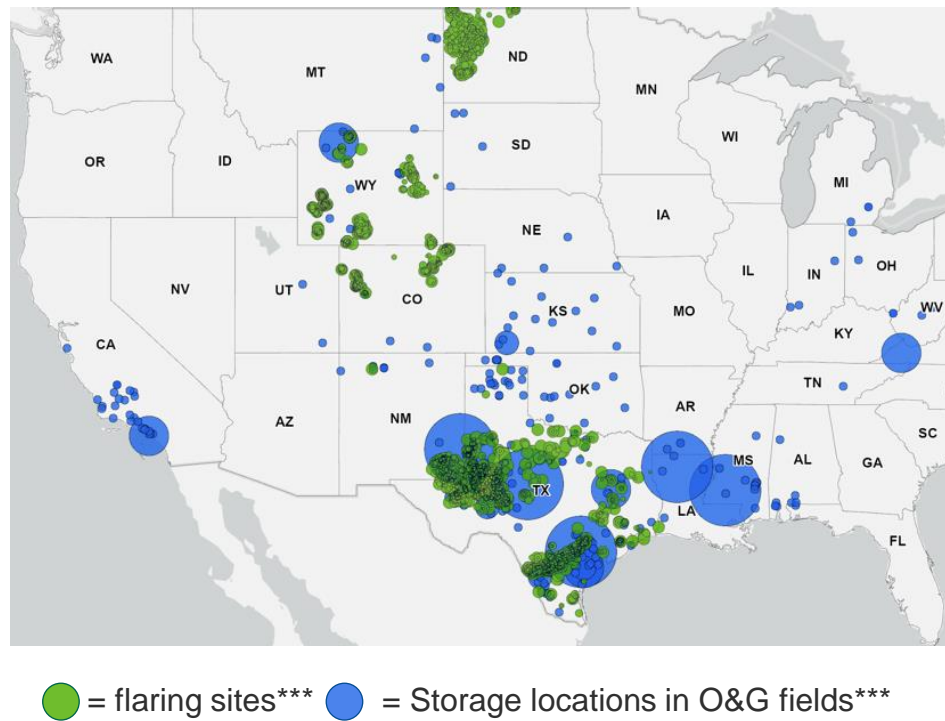 WA
MT
ND
MN
OR
ID
WY
SD
WI
MI
IA
NE
NV
UT
CO
KS
MO
IL
IN
OH
WV
CA
KY
AZ
NM
OK
AR
TN
SC
TX
LA
MS
AL
GA
FL
= flaring sites*** = Storage locations in O&G fields***